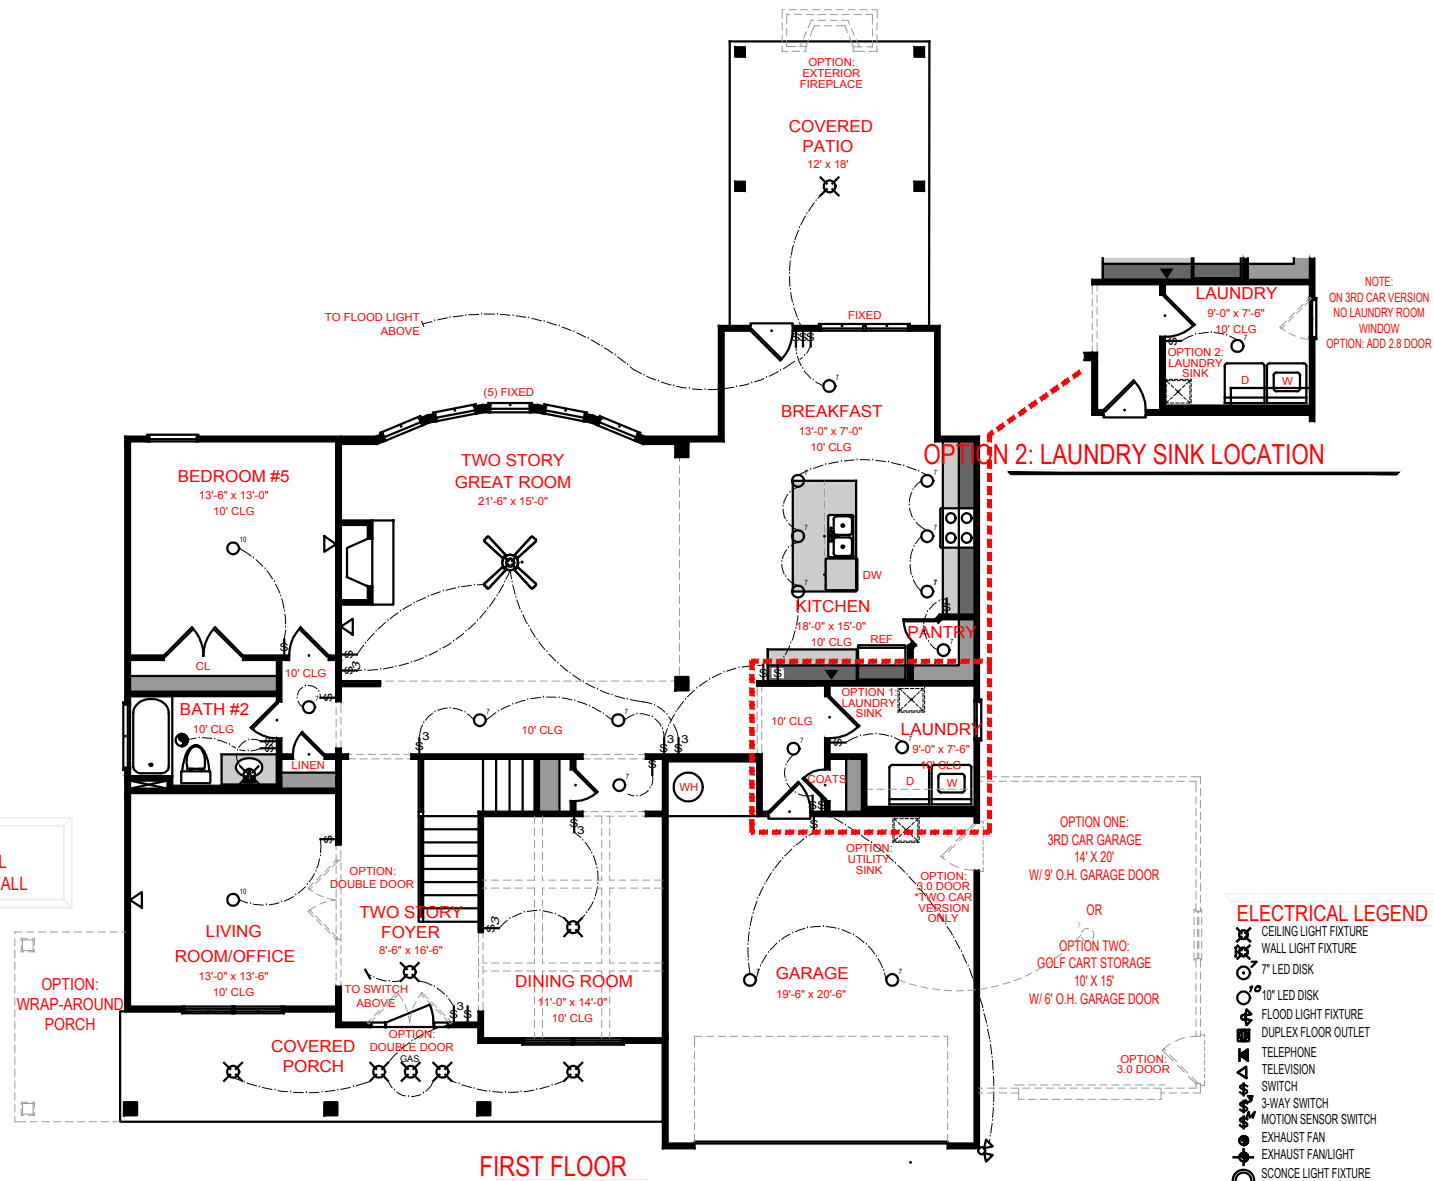 OPTION:
EXTERIOR
FIREPLACE
COVERED
PATIO
12' x 18'
TO FLOOD LIGHT
ABOVE
FIXED
(5) FIXED
BREAKFAST
13'-0" x 7'-0"
10' CLG
LAUNDRY
9'-0" x 7'-6"
10' CLG
OPTION 2:
LAUNDRY
SINK
D
W
NOTE:
ON 3RD CAR VERSION
NO LAUNDRY ROOM
WINDOW
OPTION: ADD 2.8 DOOR
OPTION 2: LAUNDRY SINK LOCATION
BEDROOM #5
13'-6" x 13'-0"
10' CLG
TWO STORY
GREAT ROOM
21'-6" x 15'-0"
DW
KITCHEN
18'-0" x 15'-0"
10' CLG
REF
PANTRY
CL
10' CLG
BATH #2
10' CLG
LINEN
10' CLG
OPTION 1:
LAUNDRY
SINK
10' CLG
LAUNDRY
9'-0" x 7'-6"
10' CLG
COATS
D
W
WH
OPTION:
UTILITY
SINK
OPTION:
3.0 DOOR
*TWO CAR
VERSION
ONLY
OPTION ONE:
3RD CAR GARAGE
14' X 20'
W/ 9' O.H. GARAGE DOOR
OR
OPTION TWO:
GOLF CART STORAGE
10' X 15'
W/ 6' O.H. GARAGE DOOR
OPTION:
3.0 DOOR
OPTION:
DOUBLE DOOR
TWO STORY
FOYER
8'-6" x 16'-6"
TO SWITCH
ABOVE
OPTION:
DOUBLE DOOR
GAS
LIVING
ROOM/OFFICE
13'-0" x 13'-6"
10' CLG
DINING ROOM
11'-0" x 14'-0"
10' CLG
GARAGE
19'-6" x 20'-6"
OPTION:
WRAP-AROUND
PORCH
COVERED
PORCH
FIRST FLOOR
ELECTRICAL LEGEND
CEILING LIGHT FIXTURE
WALL LIGHT FIXTURE
7" LED DISK
10" LED DISK
FLOOD LIGHT FIXTURE
DUPLEX FLOOR OUTLET
TELEPHONE
TELEVISION
SWITCH
3-WAY SWITCH
MOTION SENSOR SWITCH
EXHAUST FAN
EXHAUST FAN/LIGHT
SCONCE LIGHT FIXTURE